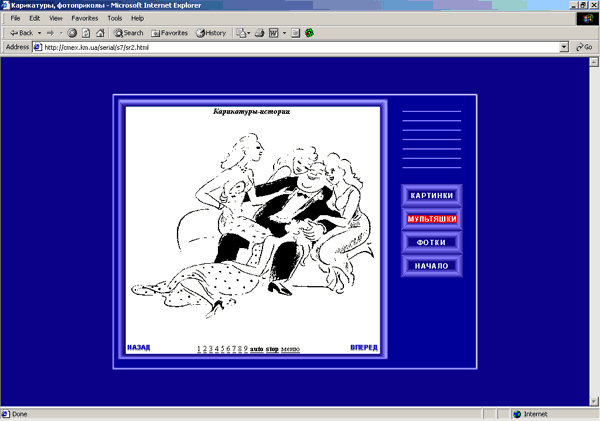 Карикатуры, фотоприколы - Microsoft Internet Explorer
File Edit View Favorites Tools Help
Back Search Favorites History
Address http://cmex.km.ua/serial/s7/sr2.html Go
Карикатуры-истории
КАРТИНКИ
МУЛЬТЯШКИ
ФОТКИ
НАЧАЛО
НАЗАД 1 2 3 4 5 6 7 8 9 auto stop меню ВПЕРЕД
Done Internet